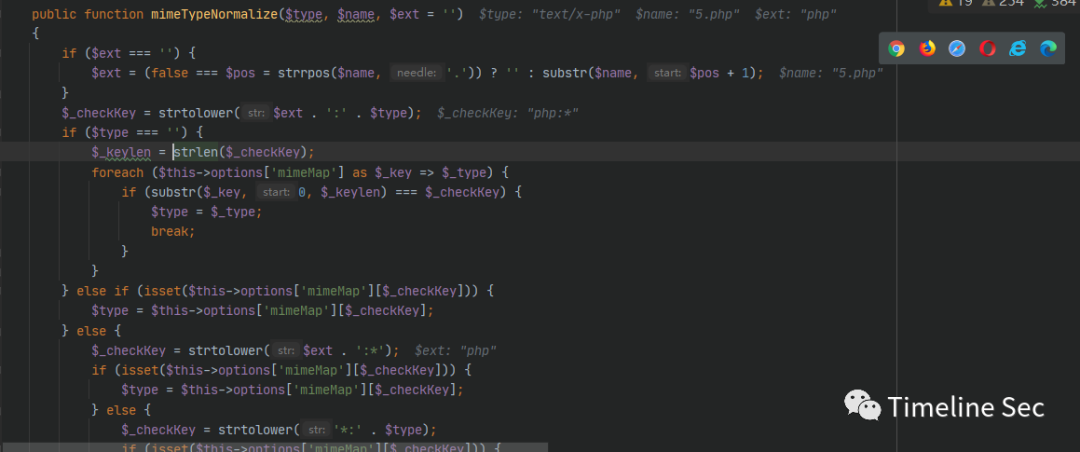 19 254 384
public function mimeTypeNormalize($type, $name, $ext = '') $type: "text/x-php" $name: "5.php" $ext: "php"
{
if ($ext === '') {
$ext = (false === $pos = strrpos($name, needle: '.')) ? '' : substr($name, start: $pos + 1); $name: "5.php"
}
$_checkKey = strtolower( str: $ext . ':' . $type); $_checkKey: "php:*"
if ($type === '') {
$_keylen = strlen($_checkKey);
foreach ($this->options['mimeMap'] as $_key => $_type) {
if (substr($_key, start: 0, $_keylen) === $_checkKey) {
$type = $_type;
break;
}
}
} else if (isset($this->options['mimeMap'][$_checkKey])) {
$type = $this->options['mimeMap'][$_checkKey];
} else {
$_checkKey = strtolower( str: $ext . ':*'); $ext: "php"
if (isset($this->options['mimeMap'][$_checkKey])) {
$type = $this->options['mimeMap'][$_checkKey];
} else {
$_checkKey = strtolower( str: '*:' . $type);
if (isset($this->options['mimeMap'][$_checkKey])) {
Timeline Sec